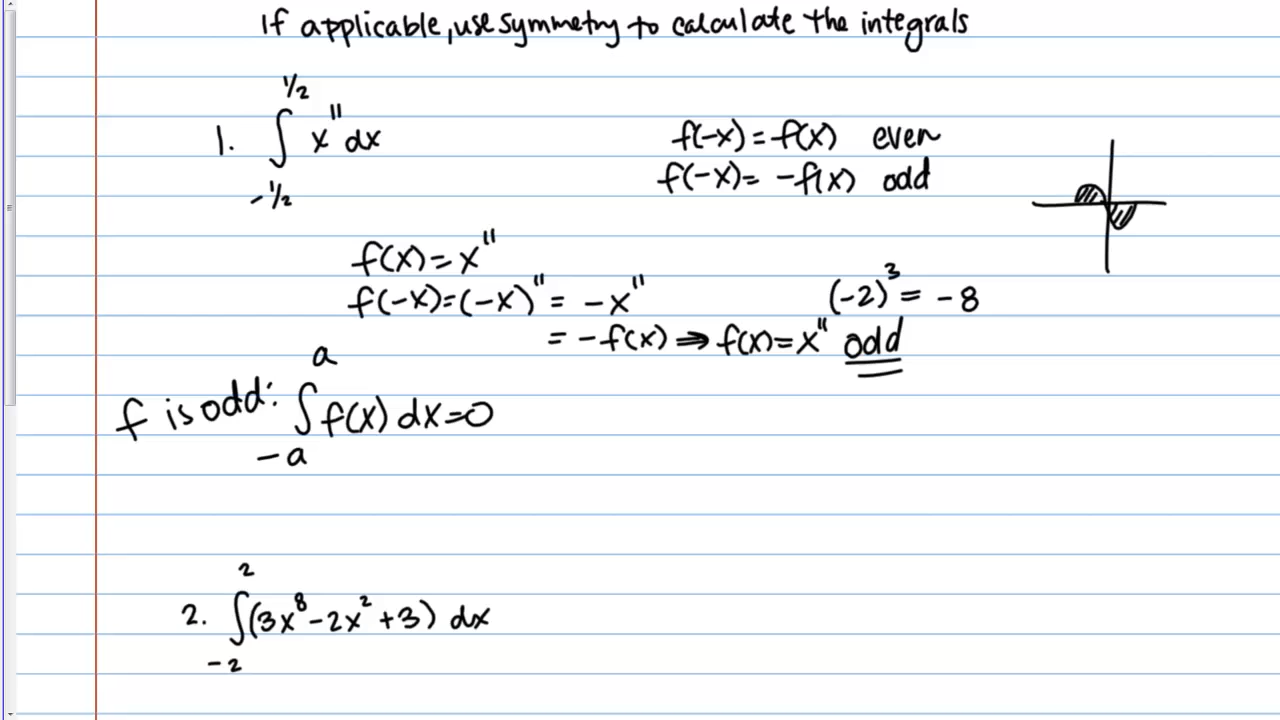 If applicable, use symmetry to calculate the integrals
1. ∫_{-1/2}^{1/2} x^{11} dx
f(-x) = f(x) even
f(-x) = -f(x) odd
f(x) = x^{11}
f(-x) = (-x)^{11} = -x^{11}
(-2)^3 = -8
= -f(x) ⇒ f(x) = x^{11} odd
f is odd: ∫_{-a}^{a} f(x) dx = 0
2. ∫_{-2}^{2} (3x^8 - 2x^2 + 3) dx